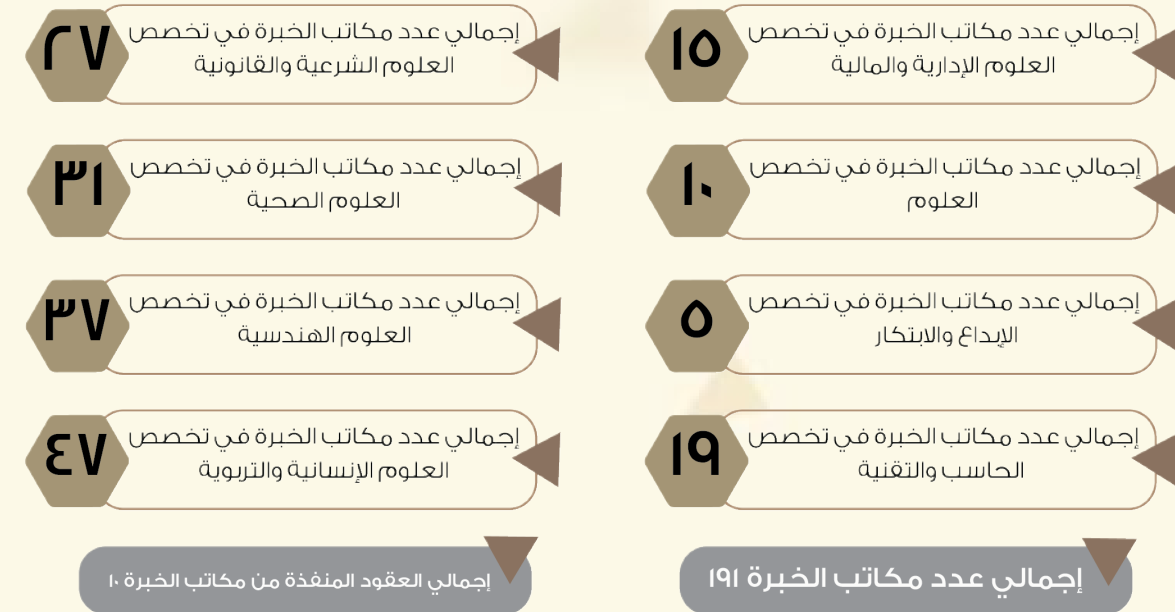 إجمالي عدد مكاتب الخبرة في تخصص
العلوم الإدارية والمالية
١٥
إجمالي عدد مكاتب الخبرة في تخصص
العلوم الشرعية والقانونية
٢٧
إجمالي عدد مكاتب الخبرة في تخصص
العلوم
١٠
إجمالي عدد مكاتب الخبرة في تخصص
العلوم الصحية
٣١
إجمالي عدد مكاتب الخبرة في تخصص
الإبداع والابتكار
٥
إجمالي عدد مكاتب الخبرة في تخصص
العلوم الهندسية
٣٧
إجمالي عدد مكاتب الخبرة في تخصص
الحاسب والتقنية
١٩
إجمالي عدد مكاتب الخبرة في تخصص
العلوم الإنسانية والتربوية
٤٧
إجمالي عدد مكاتب الخبرة ١٩١
إجمالي العقود المنفذة من مكاتب الخبرة ١٠